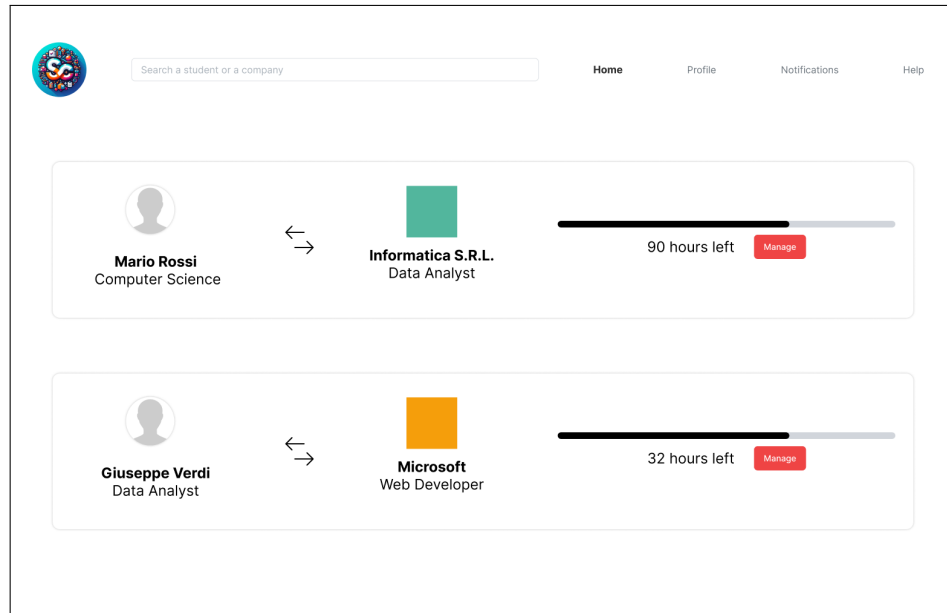 SC
Search a student or a company
Home
Profile
Notifications
Help
Mario Rossi
Computer Science
Informatica S.R.L.
Data Analyst
90 hours left
Manage
Giuseppe Verdi
Data Analyst
Microsoft
Web Developer
32 hours left
Manage